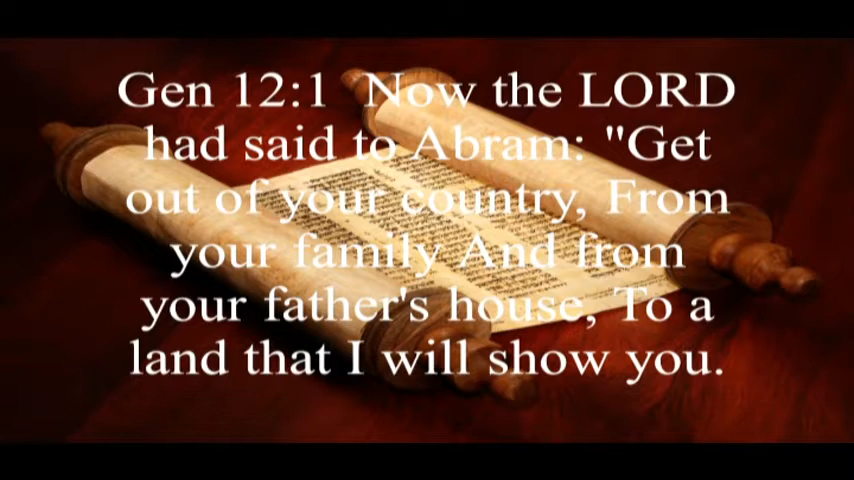 Gen 12:1  Now the LORD
had said to Abram: "Get
out of your country, From
your family And from
your father's house, To a
land that I will show you.